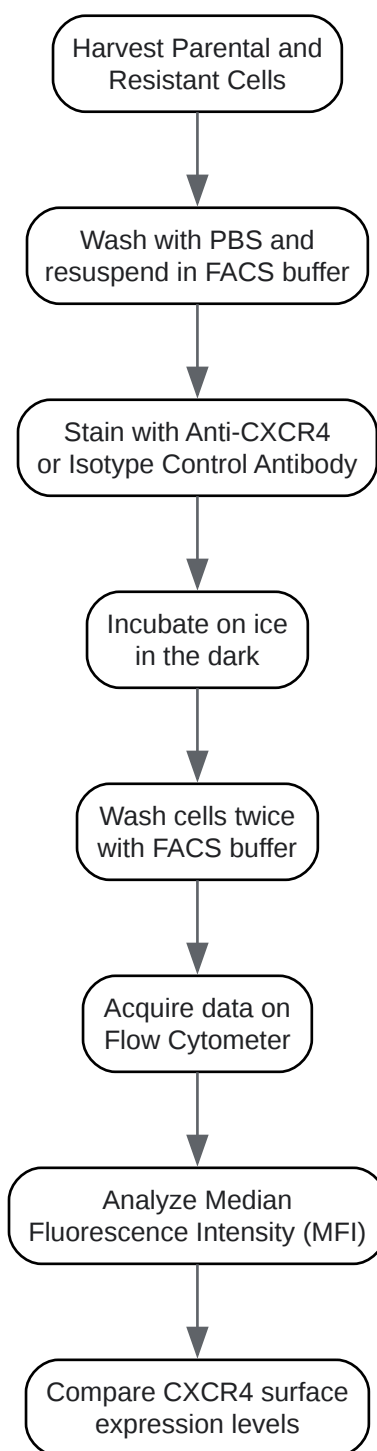 Harvest Parental and
Resistant Cells
Wash with PBS and
resuspend in FACS buffer
Stain with Anti-CXCR4
or Isotype Control Antibody
Incubate on ice
in the dark
Wash cells twice
with FACS buffer
Acquire data on
Flow Cytometer
Analyze Median
Fluorescence Intensity (MFI)
Compare CXCR4 surface
expression levels